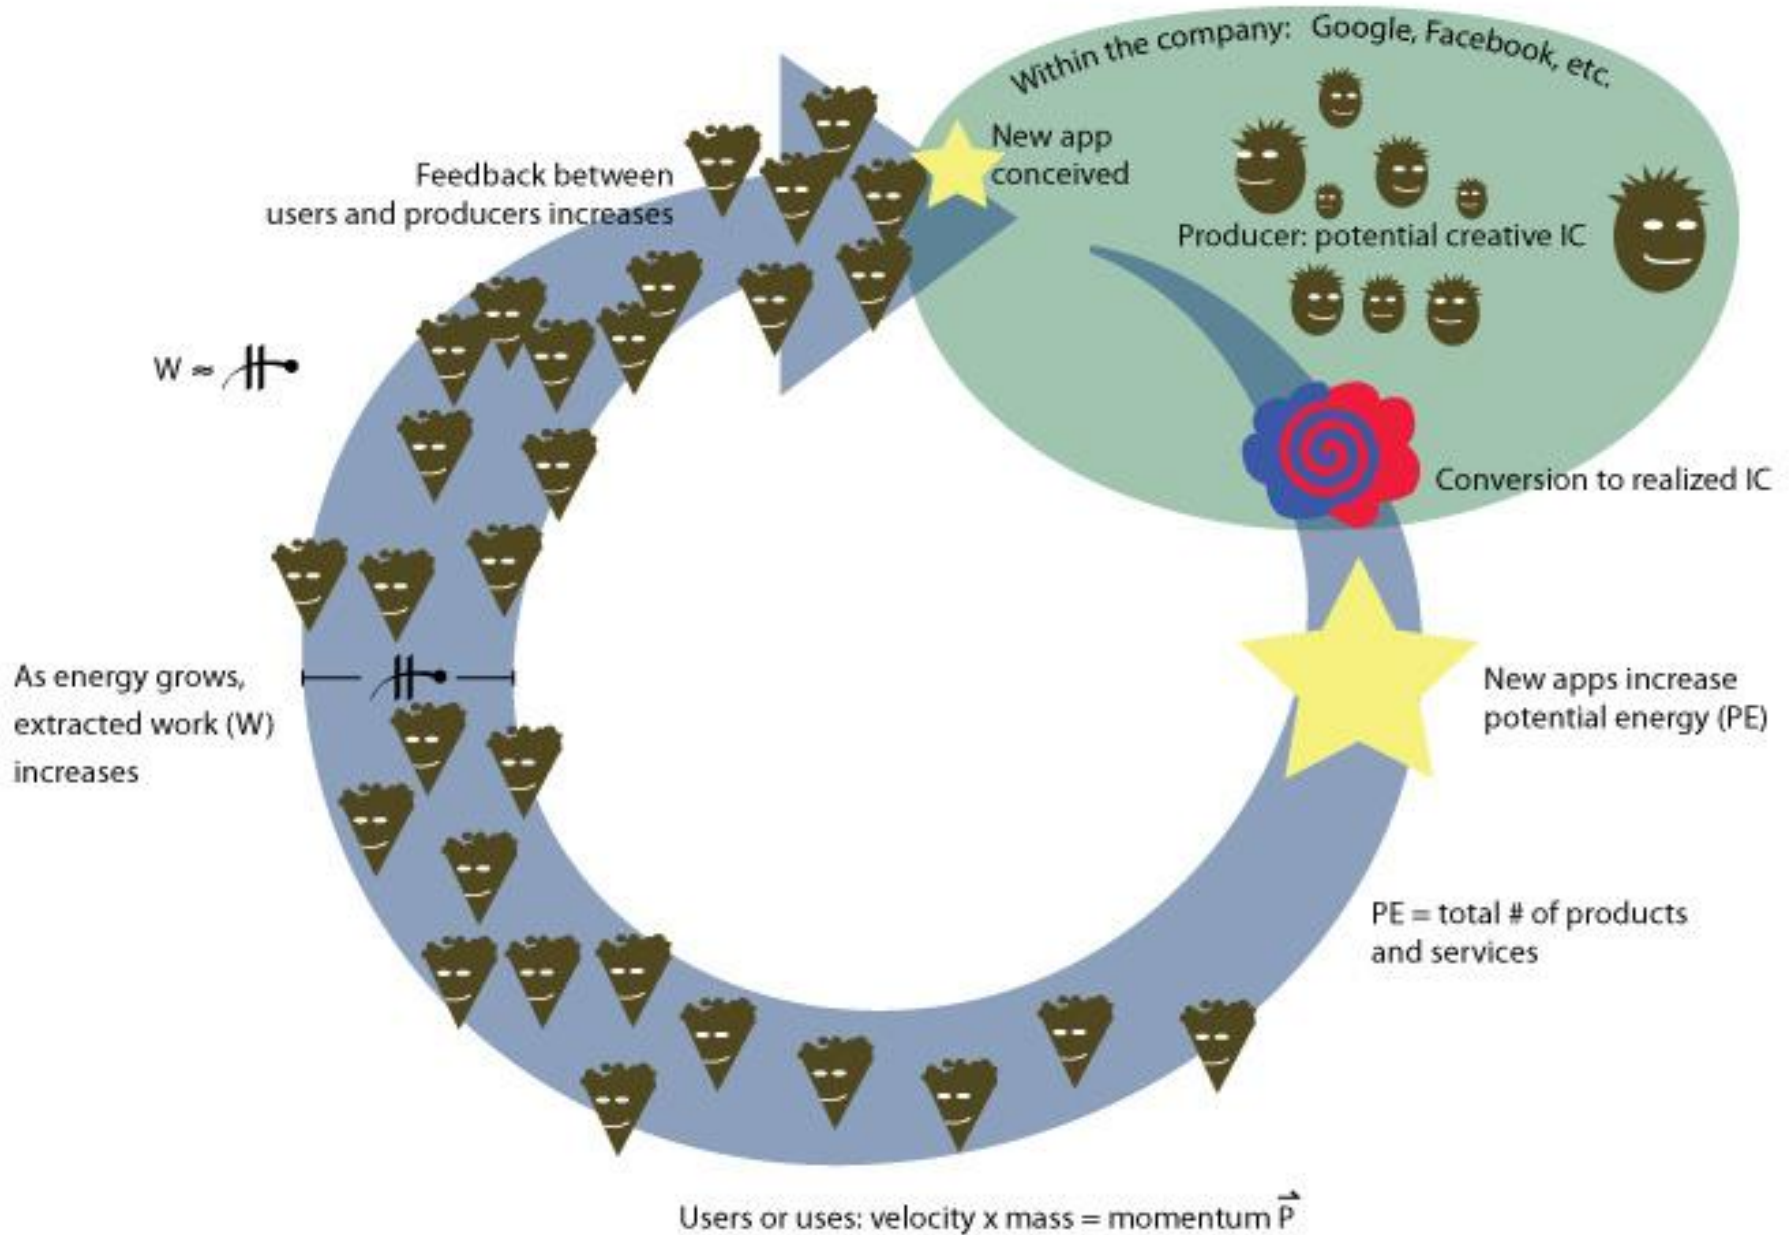 Within the company: Google, Facebook, etc.
New app
conceived
Feedback between
users and producers increases
Producer: potential creative IC
W ≈
Conversion to realized IC
As energy grows,
extracted work (W)
increases
New apps increase
potential energy (PE)
PE = total # of products
and services
Users or uses: velocity x mass = momentum P⃗